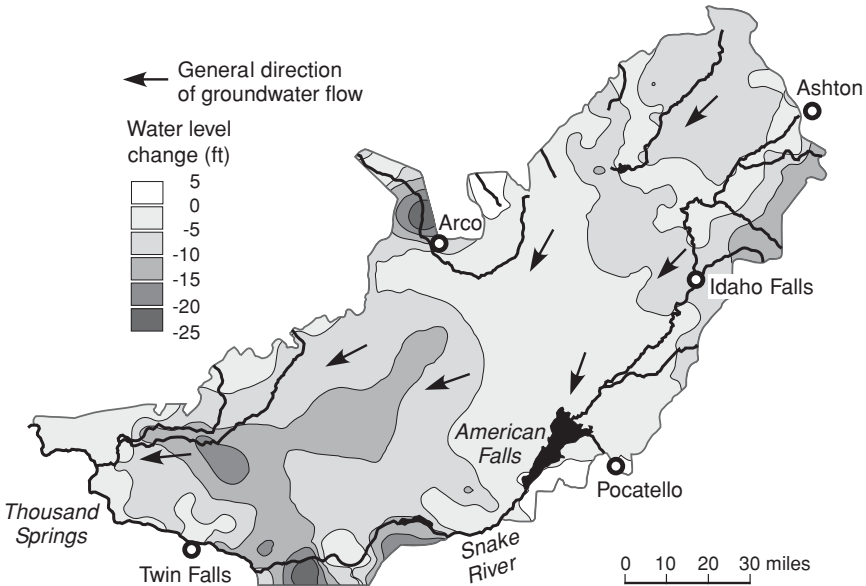 General direction
of groundwater flow
Water level
change (ft)
5
0
-5
-10
-15
-20
-25
Ashton
Arco
Idaho Falls
American
Falls
Pocatello
Thousand
Springs
Snake
River
Twin Falls
0 10 20 30 miles